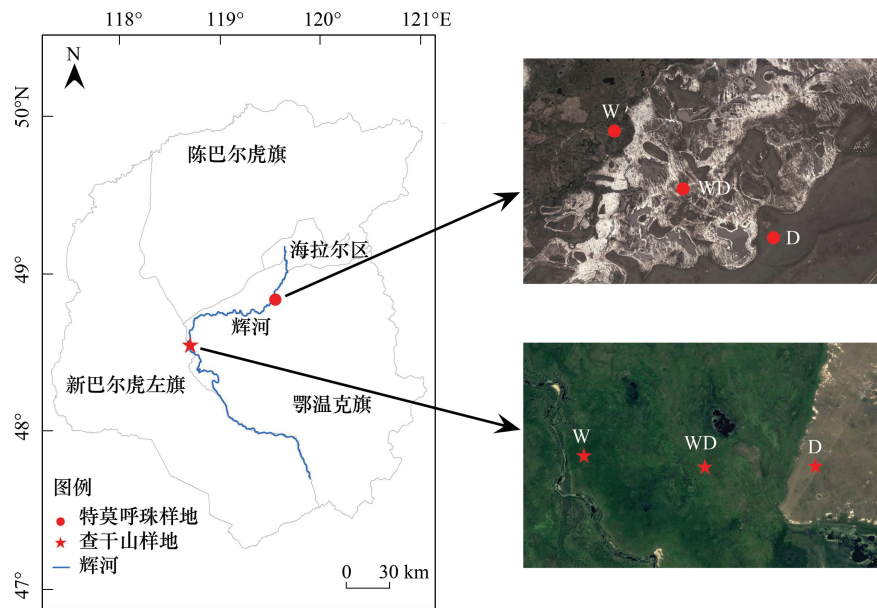 118°
119°
120°
121°E
N
50°N
49°
48°
47°
陈巴尔虎旗
海拉尔区
辉河
新巴尔虎左旗
鄂温克旗
图例
特莫呼珠样地
查干山样地
辉河
0 30 km
W
WD
D
W
WD
D